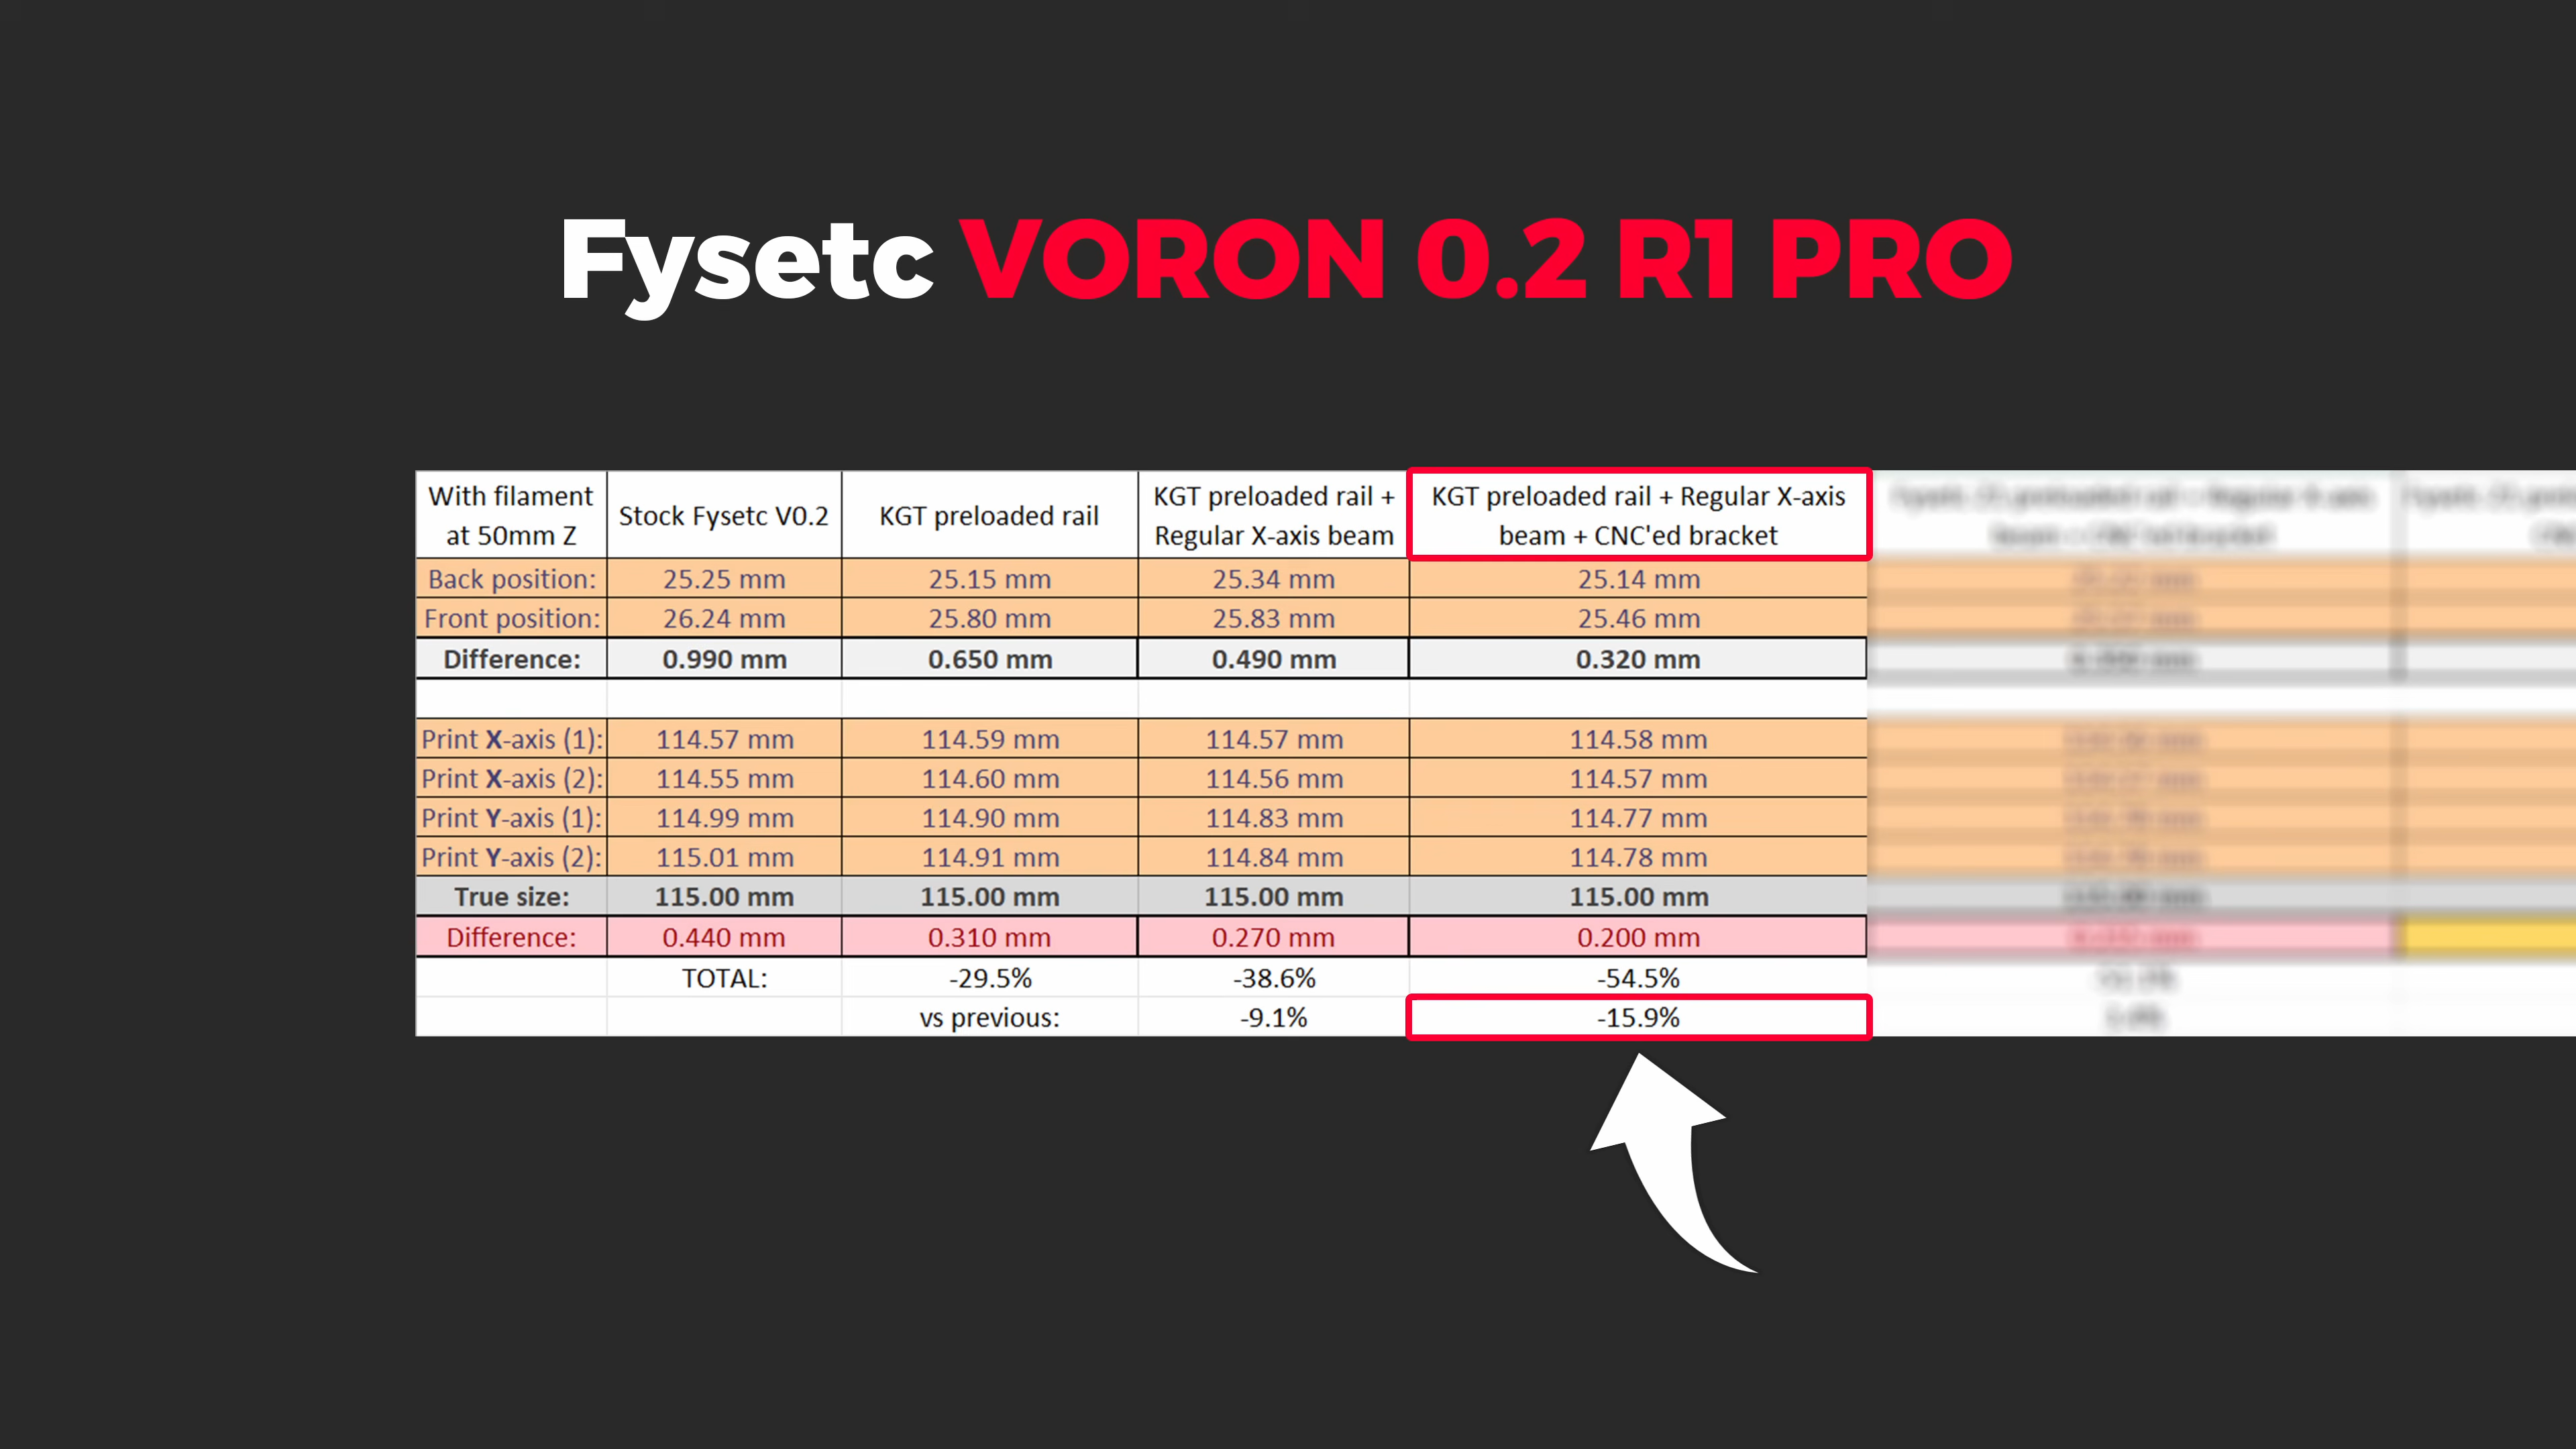 Fysetc VORON 0.2 R1 PRO
With filament at 50mm Z Stock Fysetc V0.2 KGT preloaded rail KGT preloaded rail + Regular X-axis beam KGT preloaded rail + Regular X-axis beam + CNC'ed bracket
Back position: 25.25 mm 25.15 mm 25.34 mm 25.14 mm
Front position: 26.24 mm 25.80 mm 25.83 mm 25.46 mm
Difference: 0.990 mm 0.650 mm 0.490 mm 0.320 mm
Print X-axis (1): 114.57 mm 114.59 mm 114.57 mm 114.58 mm
Print X-axis (2): 114.55 mm 114.60 mm 114.56 mm 114.57 mm
Print Y-axis (1): 114.99 mm 114.90 mm 114.83 mm 114.77 mm
Print Y-axis (2): 115.01 mm 114.91 mm 114.84 mm 114.78 mm
True size: 115.00 mm 115.00 mm 115.00 mm 115.00 mm
Difference: 0.440 mm 0.310 mm 0.270 mm 0.200 mm
TOTAL: -29.5% -38.6% -54.5%
vs previous: -9.1% -15.9%